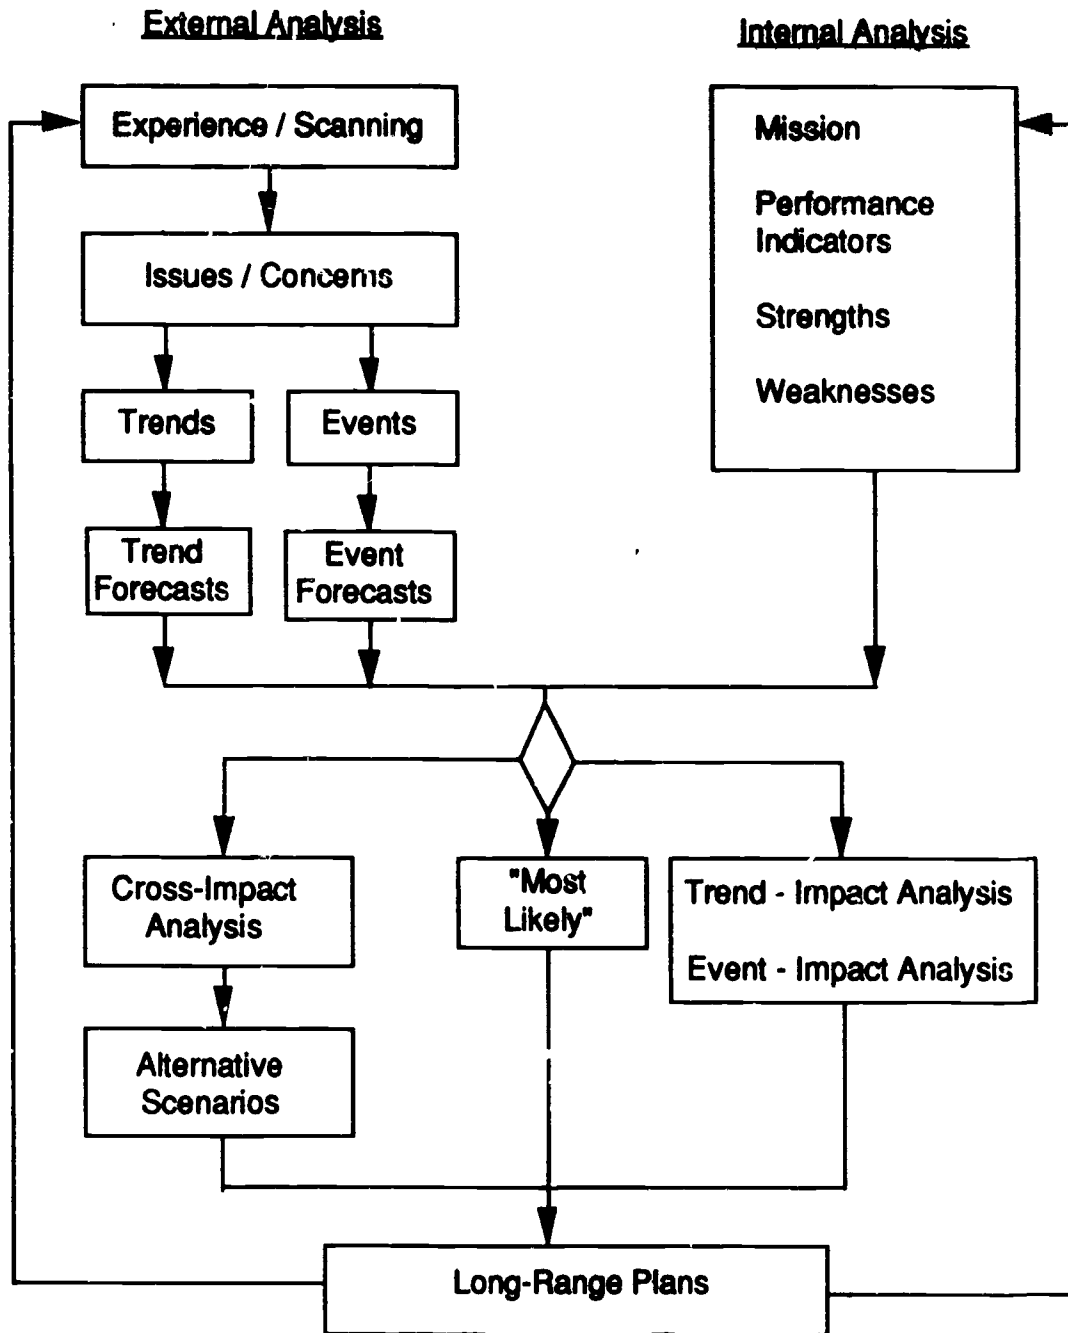 External Analysis
Internal Analysis
Experience / Scanning
Issues / Concerns
Trends
Events
Trend
Forecasts
Event
Forecasts
Mission
Performance
Indicators
Strengths
Weaknesses
Cross-Impact
Analysis
"Most
Likely"
Trend - Impact Analysis
Event - Impact Analysis
Alternative
Scenarios
Long-Range Plans